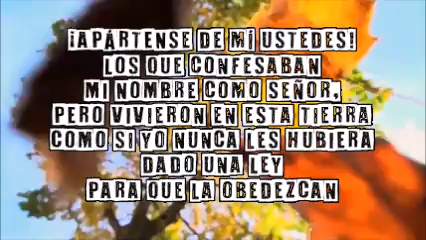 ¡APÁRTENSE DE MÍ USTEDES!
LOS QUE CONFESABAN
MI NOMBRE COMO SEÑOR,
PERO VIVIERON EN ESTA TIERRA
COMO SI YO NUNCA LES HUBIERA
DADO UNA LEY
PARA QUE LA OBEDEZCAN